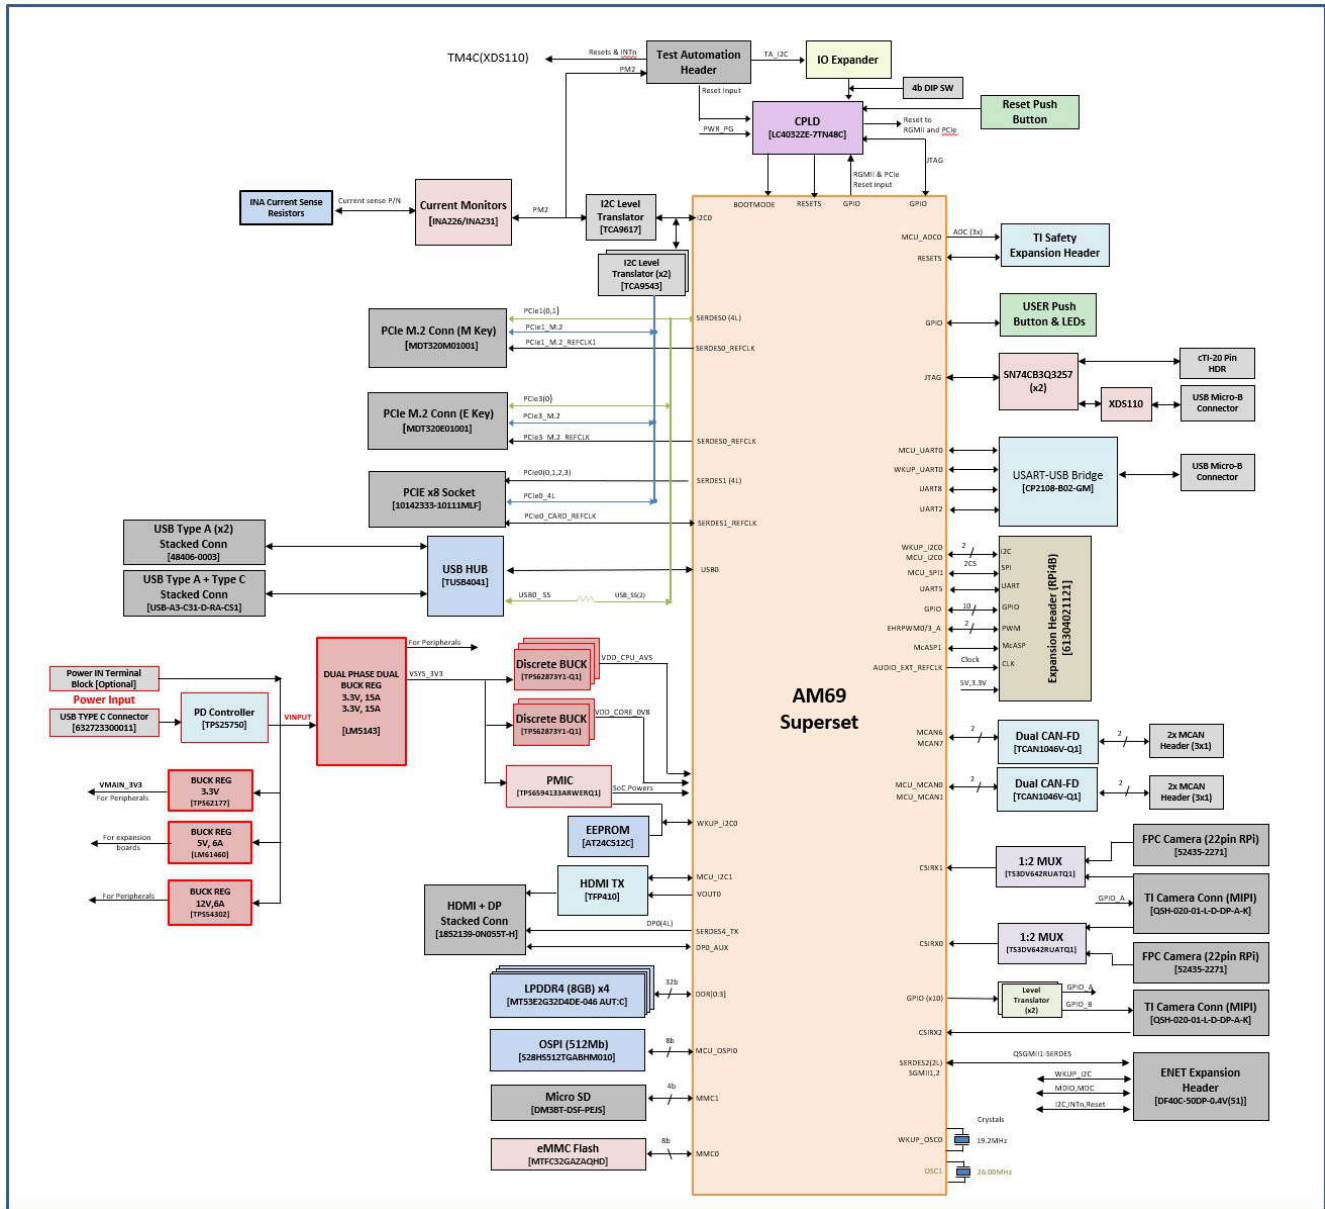 TM4C(XDS110)
Resets & INTn
PM2
Test Automation
Header
TA_I2C
IO Expander
4b DIP SW
Reset Input
PWR_PG
CPLD
[LC4032ZE-7TN48C]
Reset to
RGMII and PCIe
Reset Push
Button
JTAG
RGMII & PCIe
Reset Input
BOOTMODE
RESETS
GPIO
GPIO
INA Current Sense
Resistors
Current sense P/N
Current Monitors
[INA226/INA231]
PM2
I2C Level
Translator
[TCA9617]
I2C0
I2C Level
Translator (x2)
[TCA9543]
MCU_ADC0
ADC (3x)
RESETS
TI Safety
Expansion Header
GPIO
USER Push
Button & LEDs
PCIe M.2 Conn (M Key)
[MDT320M01001]
PCIe1(0,1}
PCIe1_M.2
PCIe1_M.2_REFCLK1
SERDES0 (4L)
SERDES0_REFCLK
JTAG
SN74CB3Q3257
(x2)
cTI-20 Pin
HDR
XDS110
USB Micro-B
Connector
PCIe M.2 Conn (E Key)
[MDT320E01001]
PCIe3(0}
PCIe3_M.2
PCIe3_M.2_REFCLK
SERDES0_REFCLK
MCU_UART0
WKUP_UART0
UART8
UART2
USART-USB Bridge
[CP2108-B02-GM]
USB Micro-B
Connector
PCIE x8 Socket
[10142333-10111MLF]
PCIe0(0,1,2,3)
PCIe0_4L
PCIe0_CARD_REFCLK
SERDES1 (4L)
SERDES1_REFCLK
USB Type A (x2)
Stacked Conn
[48406-0003]
USB Type A + Type C
Stacked Conn
[USB-A3-C31-D-RA-CS1]
USB HUB
[TUSB4041]
USB0
USB0_SS
USB_SS(2)
WKUP_I2C0
MCU_I2C0
2
2CS
MCU_SPI1
UART5
GPIO
10
EHRPWM0/3_A
2
McASP1
AUDIO_EXT_REFCLK
Clock
5V,3.3V
I2C
SPI
UART
GPIO
PWM
McASP
CLK
Expansion Header (RPi4B)
[61304021121]
AM69
Superset
Power IN Terminal
Block [Optional]
Power Input
USB TYPE C Connector
[632723300011]
PD Controller
[TPS25750]
VINPUT
DUAL PHASE DUAL
BUCK REG
3.3V, 15A
3.3V, 15A
[LM5143]
For Peripherals
VSYS_3V3
Discrete BUCK
[TPS62873Y1-Q1]
VDD_CPU_AVS
Discrete BUCK
[TPS62873Y1-Q1]
VDD_CORE_0V8
PMIC
[TPS6594133ARWERQ1]
SoC Powers
EEPROM
[AT24C512C]
WKUP_I2C0
VMAIN_3V3
For Peripherals
BUCK REG
3.3V
[TPS62177]
For expansion
boards
BUCK REG
5V, 6A
[LM61460]
For Peripherals
BUCK REG
12V,6A
[TPS54302]
MCAN6
MCAN7
2
Dual CAN-FD
[TCAN1046V-Q1]
2
2x MCAN
Header (3x1)
MCU_MCAN0
MCU_MCAN1
2
Dual CAN-FD
[TCAN1046V-Q1]
2
2x MCAN
Header (3x1)
HDMI TX
[TFP410]
MCU_I2C1
VOUT0
HDMI + DP
Stacked Conn
[1852139-0N055T-H]
DP0(4L)
SERDES4_TX
DP0_AUX
CSIRX1
1:2 MUX
[TS3DV642RUATQ1]
FPC Camera (22pin RPi)
[52435-2271]
GPIO_A
TI Camera Conn (MIPI)
[QSH-020-01-L-D-DP-A-K]
CSIRX0
1:2 MUX
[TS3DV642RUATQ1]
FPC Camera (22pin RPi)
[52435-2271]
GPIO (x10)
Level
Translator
(x2)
GPIO_A
GPIO_B
TI Camera Conn (MIPI)
[QSH-020-01-L-D-DP-A-K]
CSIRX2
LPDDR4 (8GB) x4
[MT53E2G32D4DE-046 AUT:C]
32b
DDR[0:3]
OSPI (512Mb)
[S28HS512TGABHM010]
8b
MCU_OSPI0
Micro SD
[DM3BT-DSF-PEJS]
4b
MMC1
eMMC Flash
[MTFC32GAZAQHD]
8b
MMC0
SERDES2(2L)
SGMII1,2
QSGMII1-SERDES
WKUP_I2C
MDIO,MDC
I2C,INTn,Reset
ENET Expansion
Header
[DF40C-50DP-0.4V(51)]
Crystals
WKUP_OSC0
19.2MHz
OSC1
26.00MHz